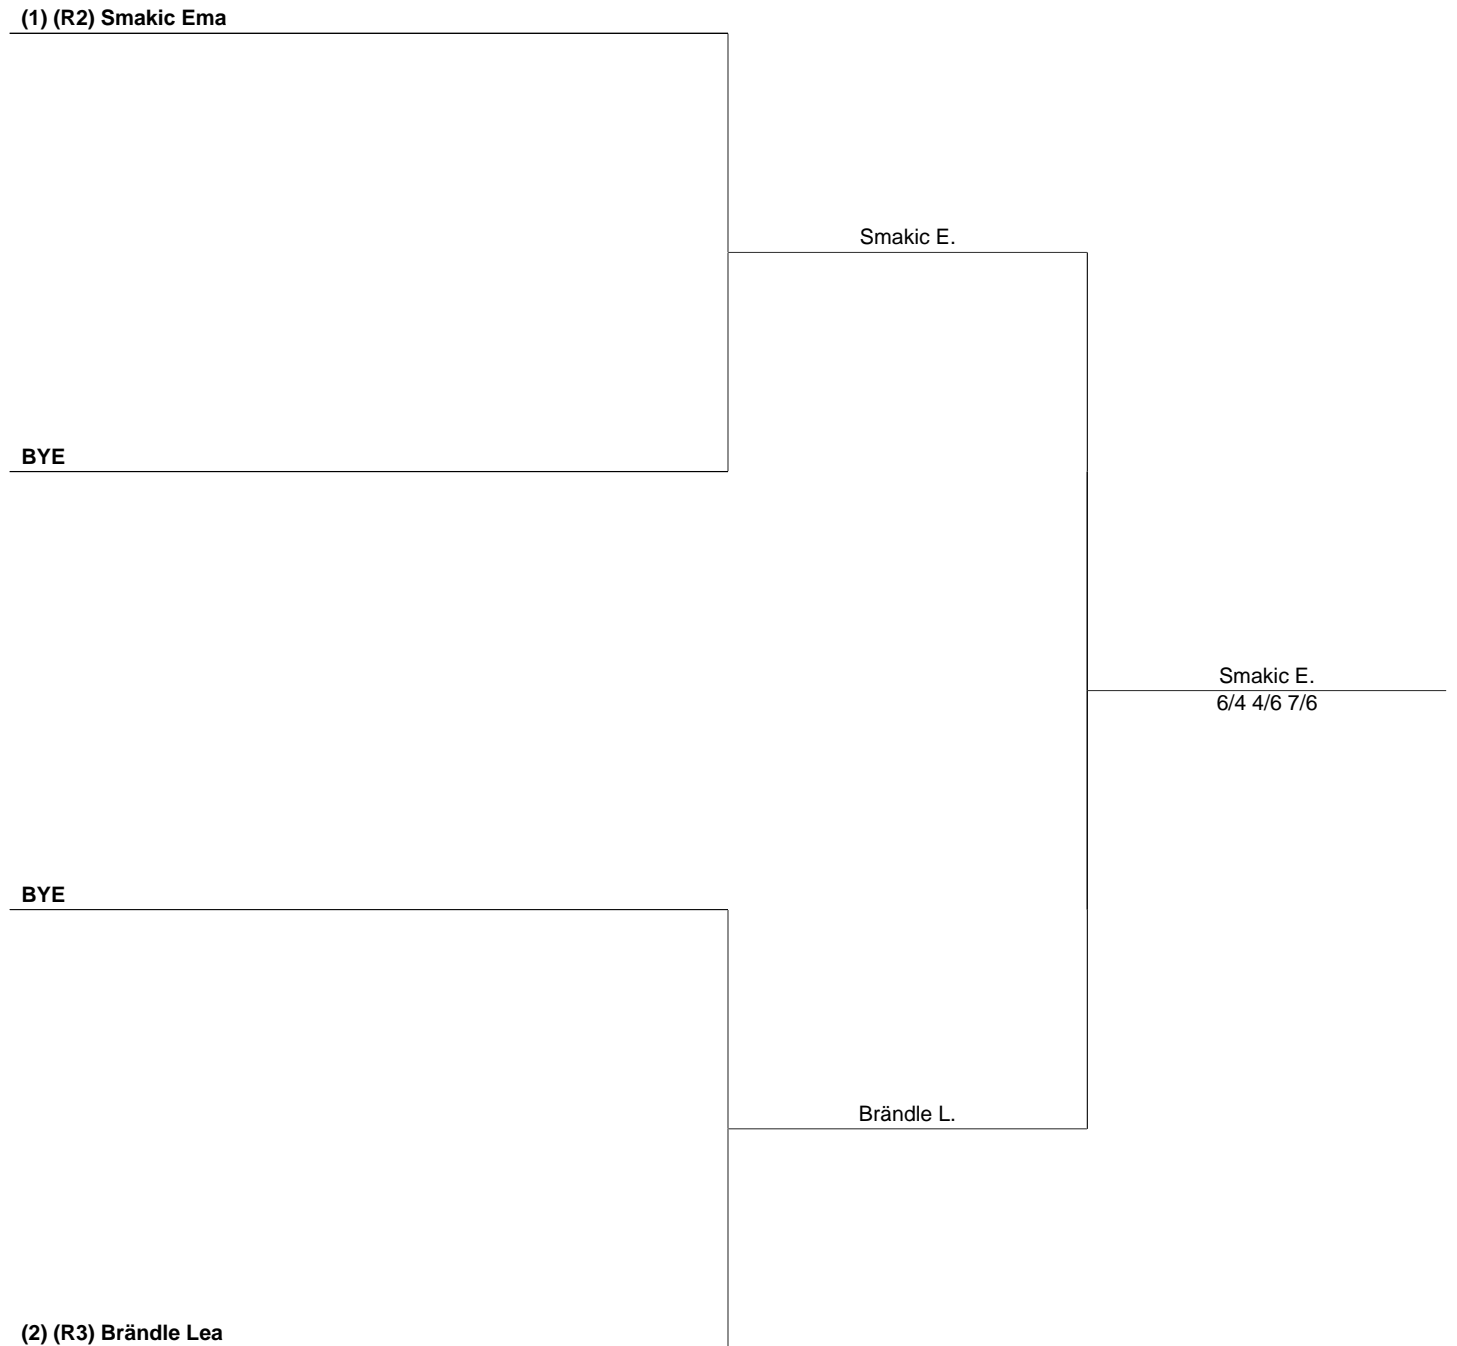 (1) (R2) Smakic Ema
Smakic E.
BYE
Smakic E.
6/4 4/6 7/6
BYE
Brändle L.
(2) (R3) Brändle Lea